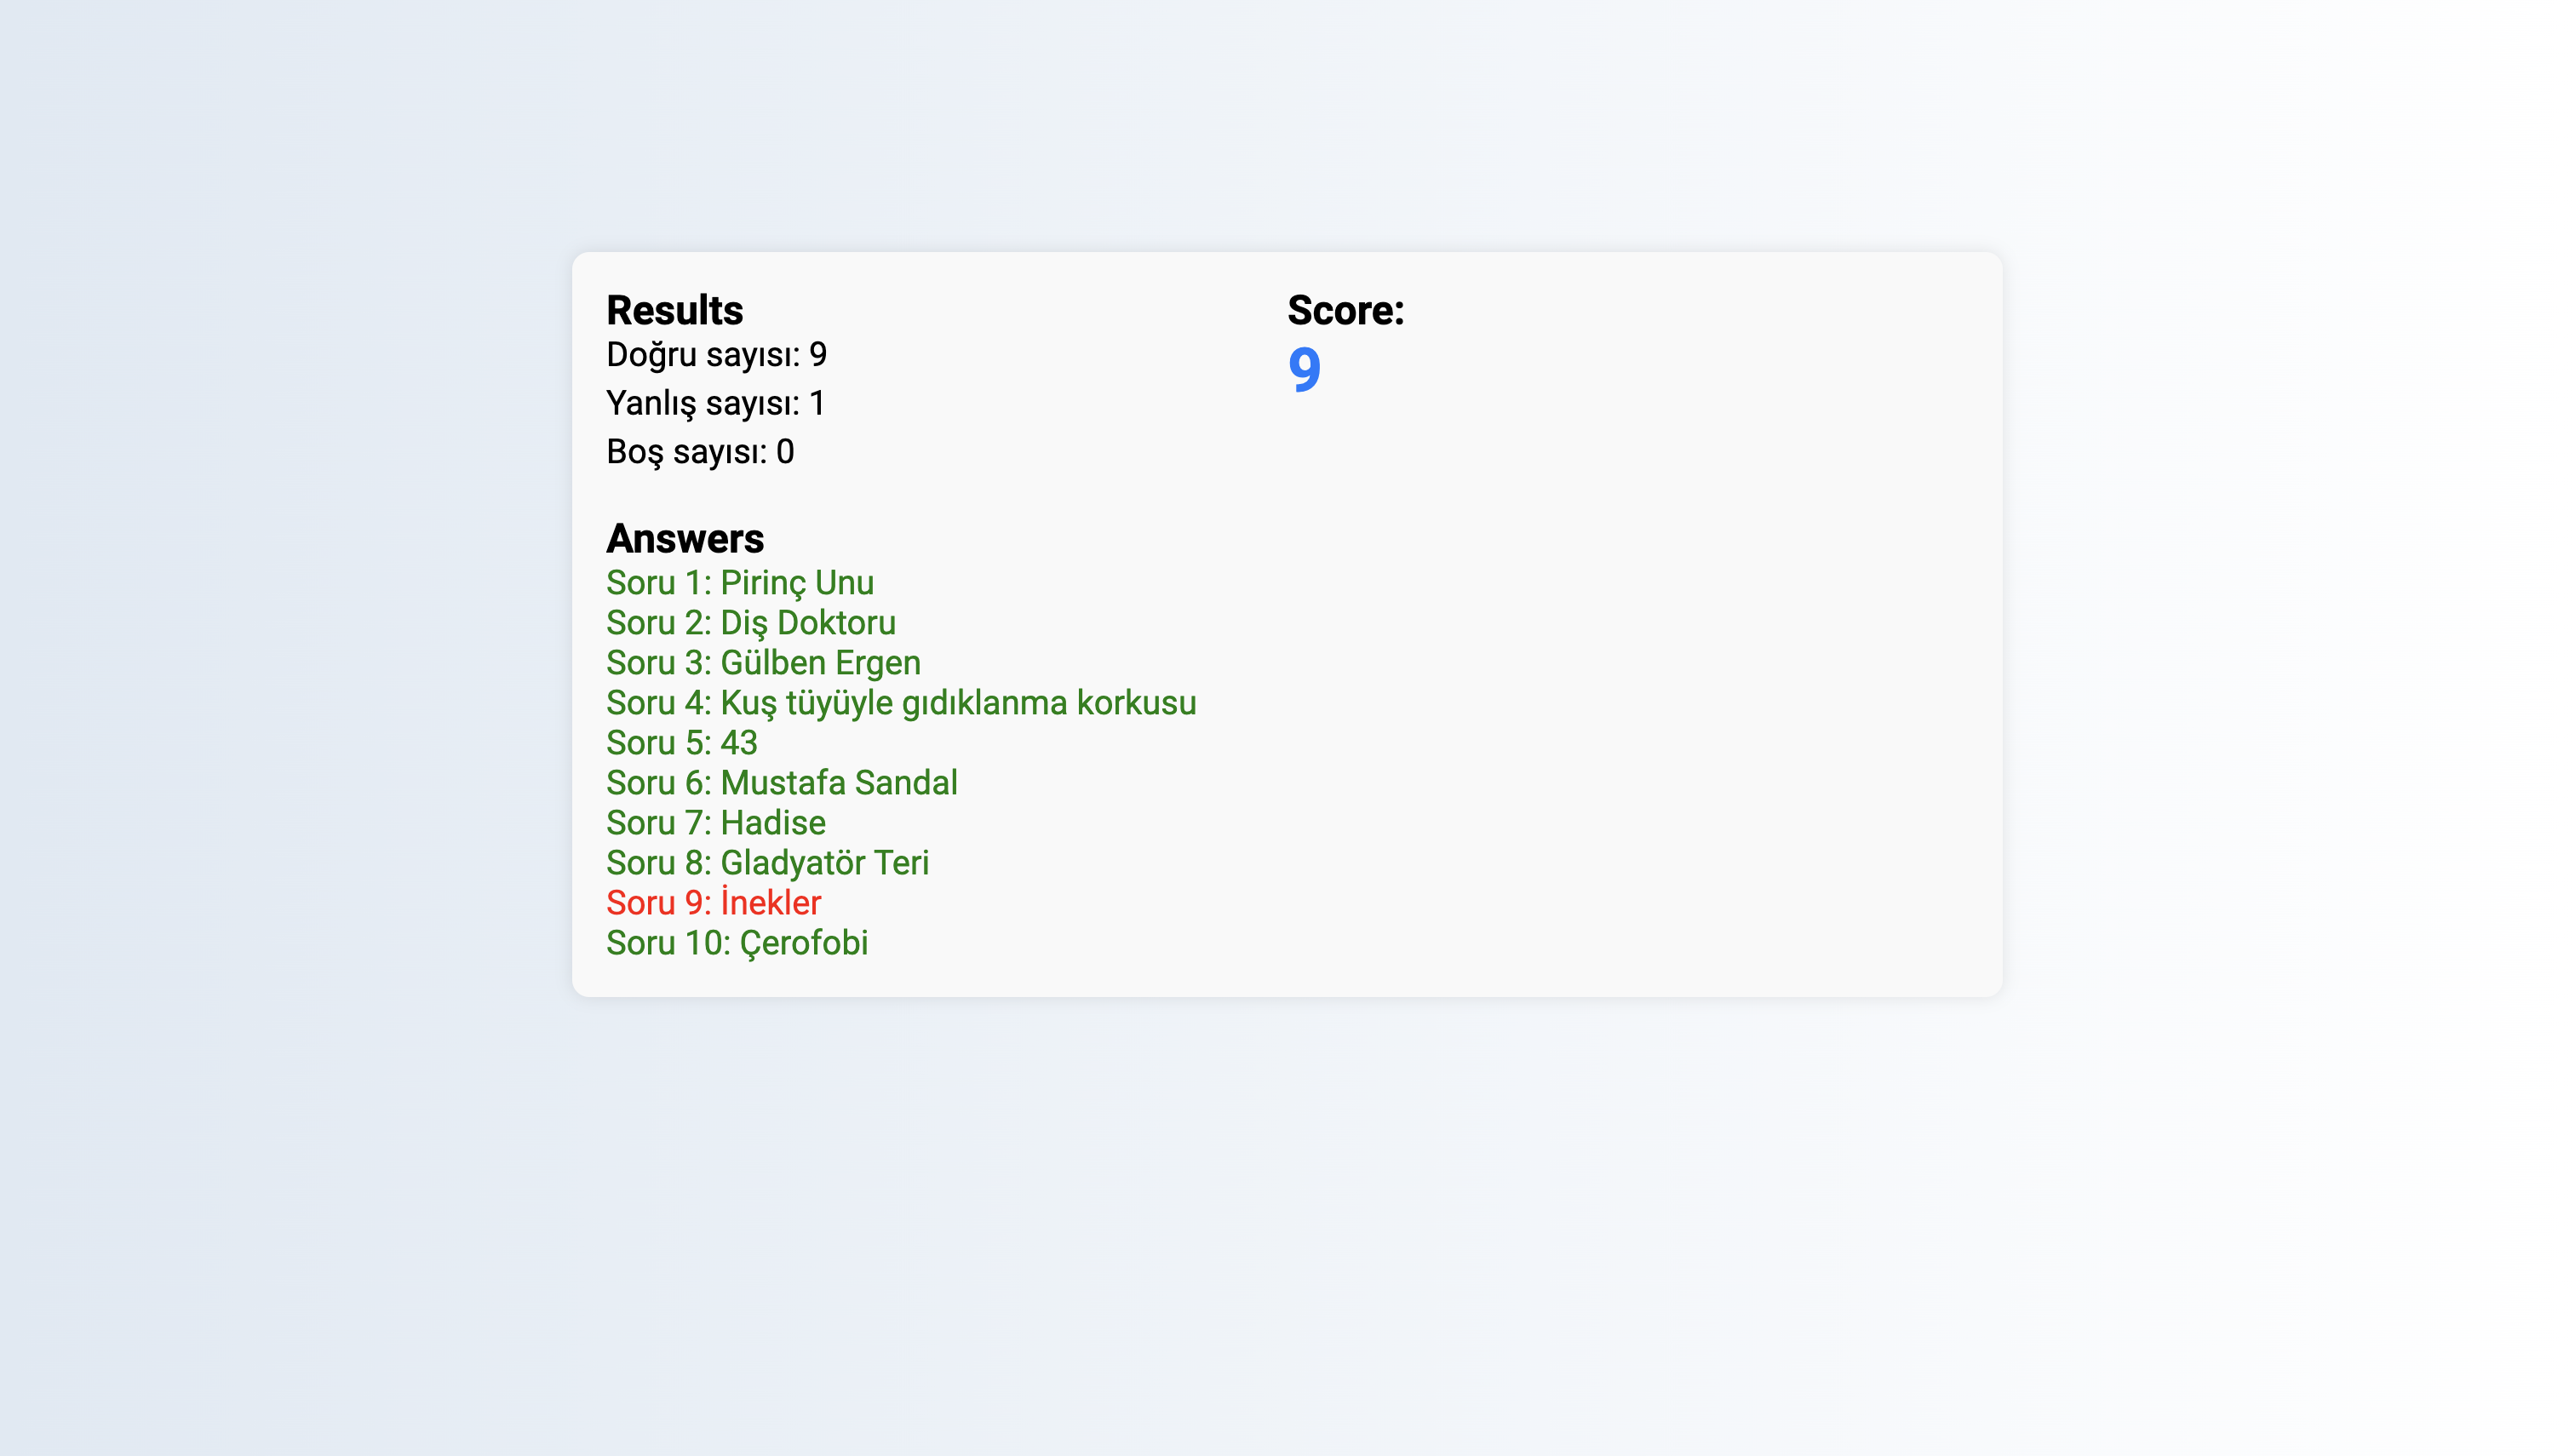 Results
Doğru sayısı: 9
Yanlış sayısı: 1
Boş sayısı: 0
Score:
9
Answers
Soru 1: Pirinç Unu
Soru 2: Diş Doktoru
Soru 3: Gülben Ergen
Soru 4: Kuş tüyüyle gıdıklanma korkusu
Soru 5: 43
Soru 6: Mustafa Sandal
Soru 7: Hadise
Soru 8: Gladyatör Teri
Soru 9: İnekler
Soru 10: Çerofobi